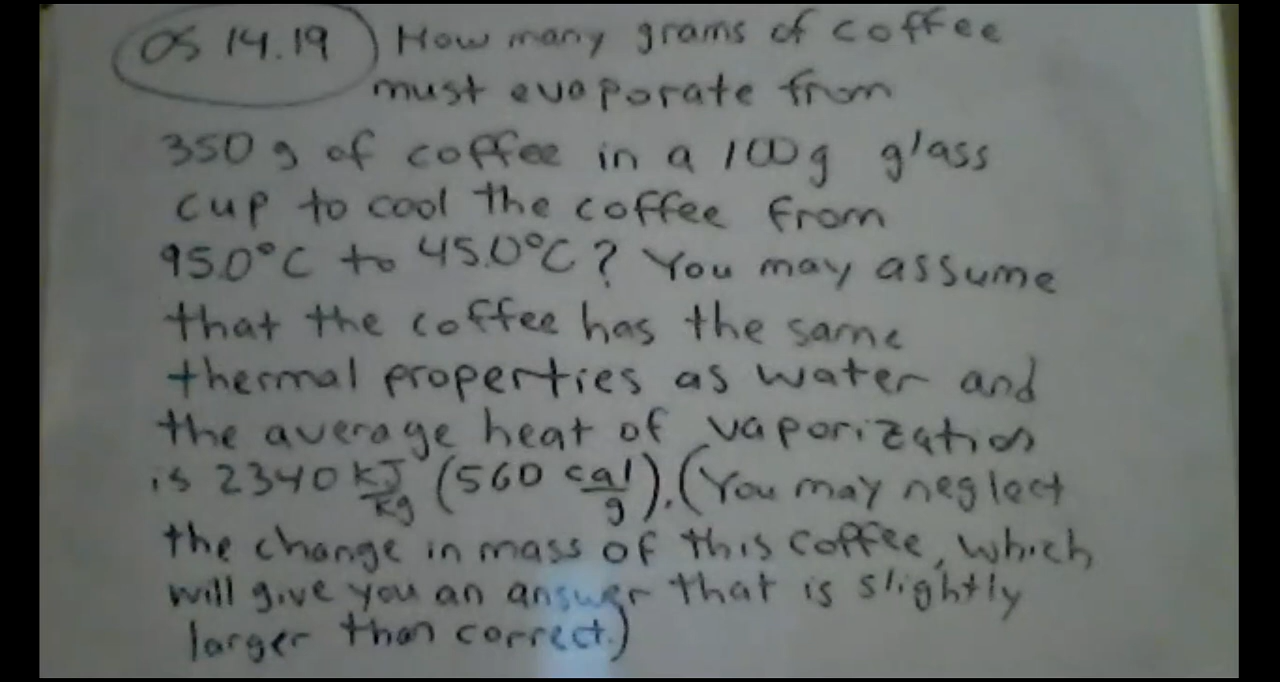 OS 14.19 How many grams of coffee
must evaporate from
350 g of coffee in a 100 g glass
cup to cool the coffee from
95.0°C to 45.0°C? You may assume
that the coffee has the same
thermal properties as water and
the average heat of vaporization
is 2340 kJ/kg (560 cal/g). (You may neglect
the change in mass of this coffee, which
will give you an answer that is slightly
larger than correct.)